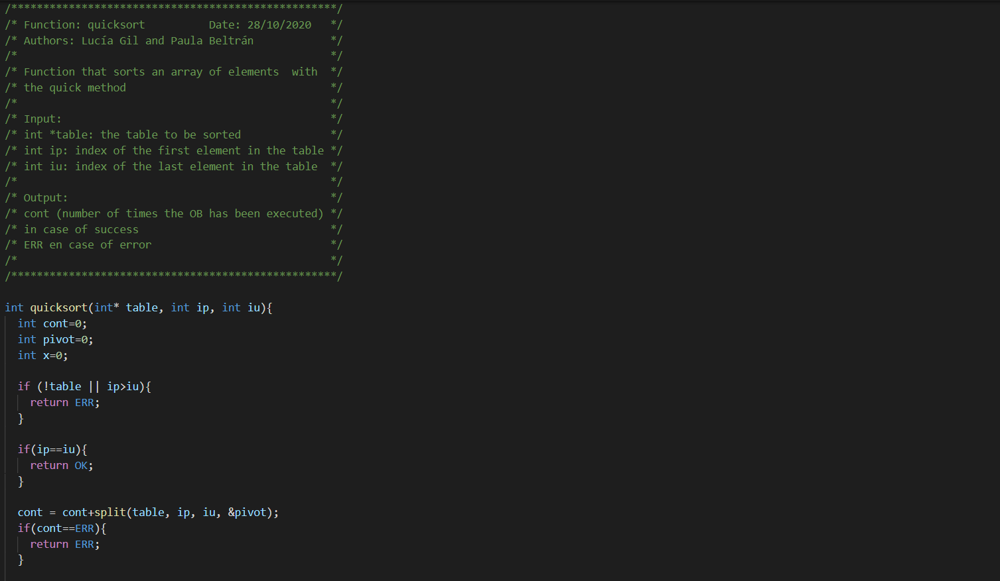 /***************************************************/
/* Function: quicksort          Date: 28/10/2020   */
/* Authors: Lucía Gil and Paula Beltrán            */
/*                                                 */
/* Function that sorts an array of elements  with  */
/* the quick method                                */
/*                                                 */
/* Input:                                          */
/* int *table: the table to be sorted              */
/* int ip: index of the first element in the table */
/* int iu: index of the last element in the table  */
/*                                                 */
/* Output:                                         */
/* cont (number of times the OB has been executed) */
/* in case of success                              */
/* ERR en case of error                            */
/*                                                 */
/***************************************************/

int quicksort(int* table, int ip, int iu){
  int cont=0;
  int pivot=0;
  int x=0;

  if (!table || ip>iu){
    return ERR;
  }

  if(ip==iu){
    return OK;
  }

  cont = cont+split(table, ip, iu, &pivot);
  if(cont==ERR){
    return ERR;
  }